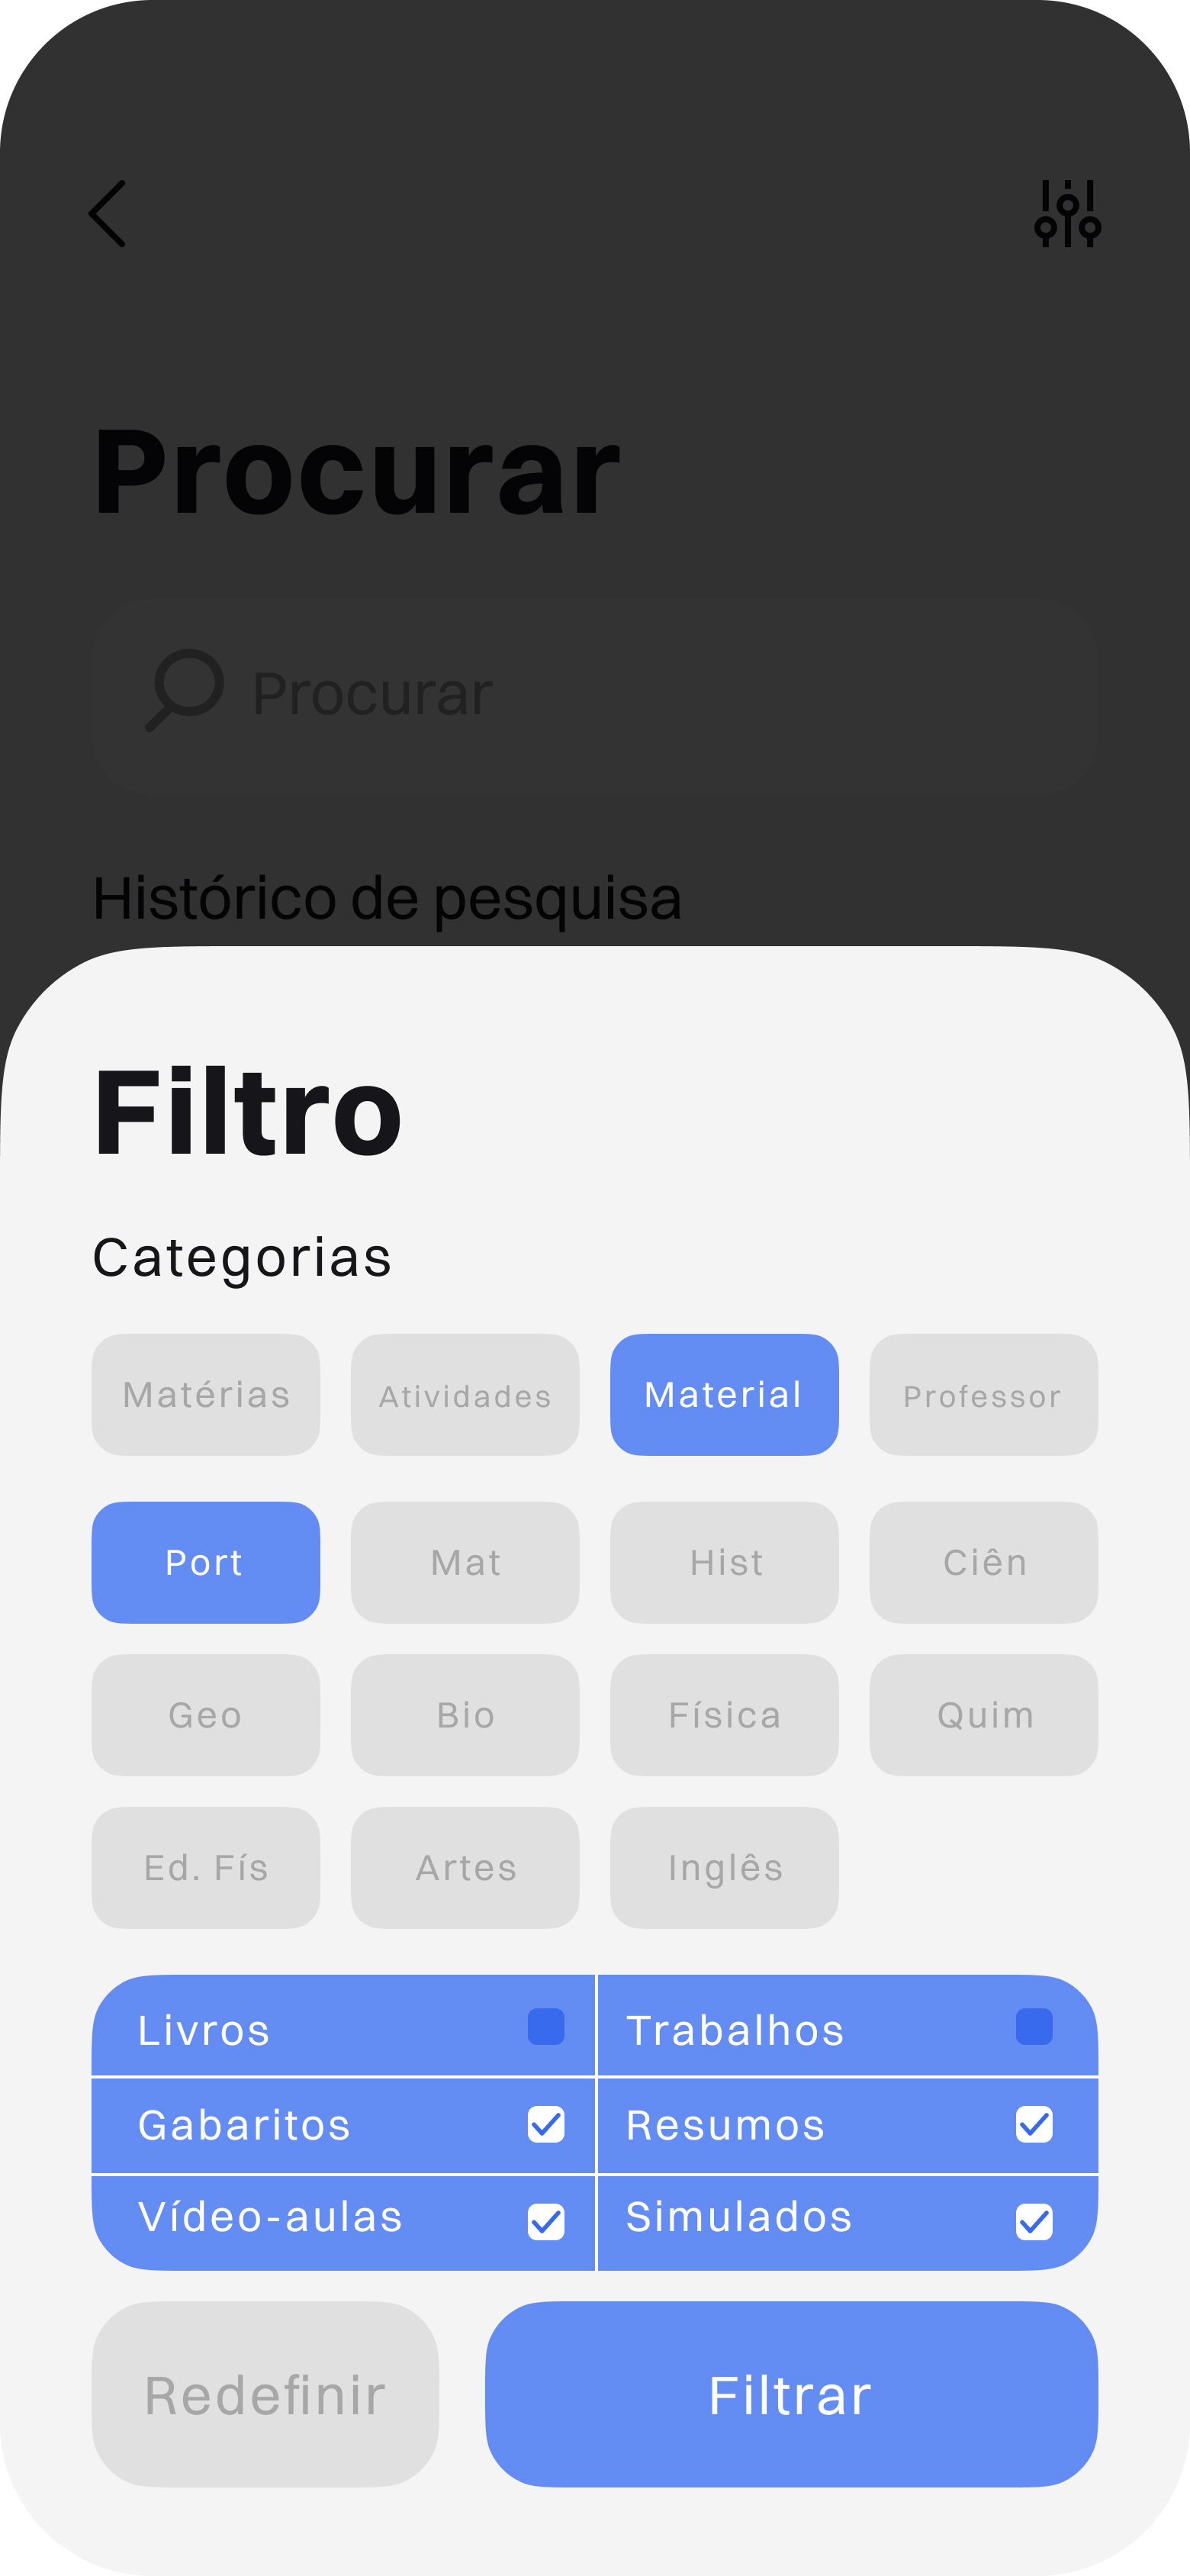 Procurar
Procurar
Histórico de pesquisa
Filtro
Categorias
Matérias Atividades Material Professor
Port Mat Hist Ciên
Geo Bio Física Quim
Ed. Fís Artes Inglês
Livros Trabalhos
Gabaritos Resumos
Vídeo-aulas Simulados
Redefinir Filtrar